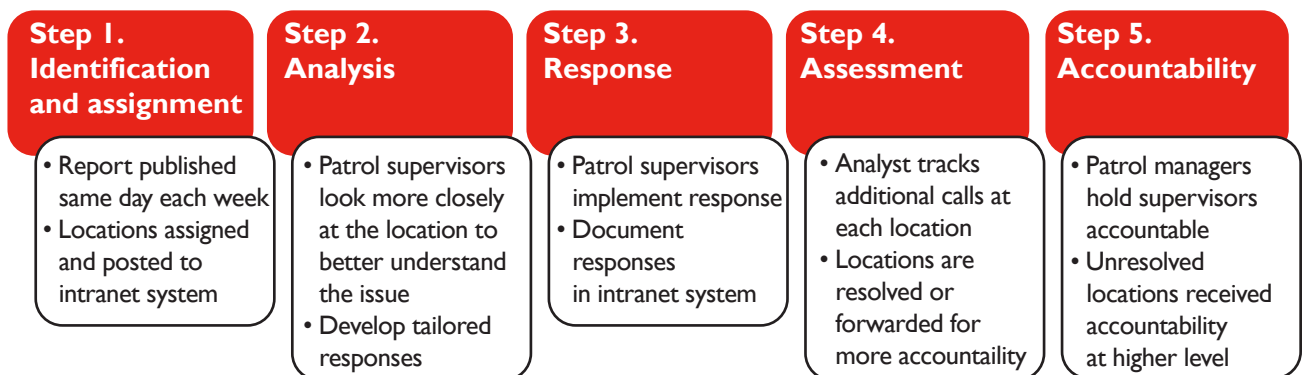 Step 1.
Identification
and assignment
• Report published
same day each week
• Locations assigned
and posted to
intranet system
Step 2.
Analysis
• Patrol supervisors
look more closely
at the location to
better understand
the issue
• Develop tailored
responses
Step 3.
Response
• Patrol supervisors
implement response
• Document
responses
in intranet system
Step 4.
Assessment
• Analyst tracks
additional calls at
each location
• Locations are
resolved or
forwarded for
more accountaility
Step 5.
Accountability
• Patrol managers
hold supervisors
accountable
• Unresolved
locations received
accountability
at higher level